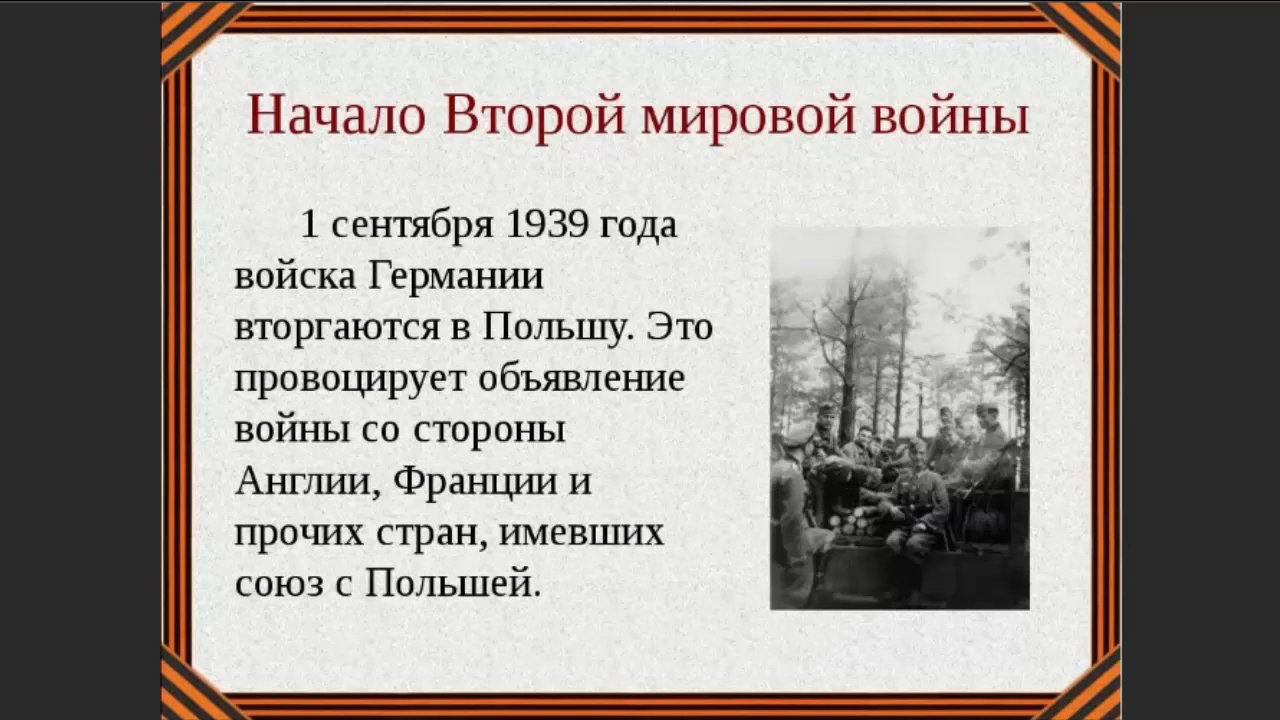 Начало Второй мировой войны
1 сентября 1939 года
войска Германии
вторгаются в Польшу. Это
провоцирует объявление
войны со стороны
Англии, Франции и
прочих стран, имевших
союз с Польшей.